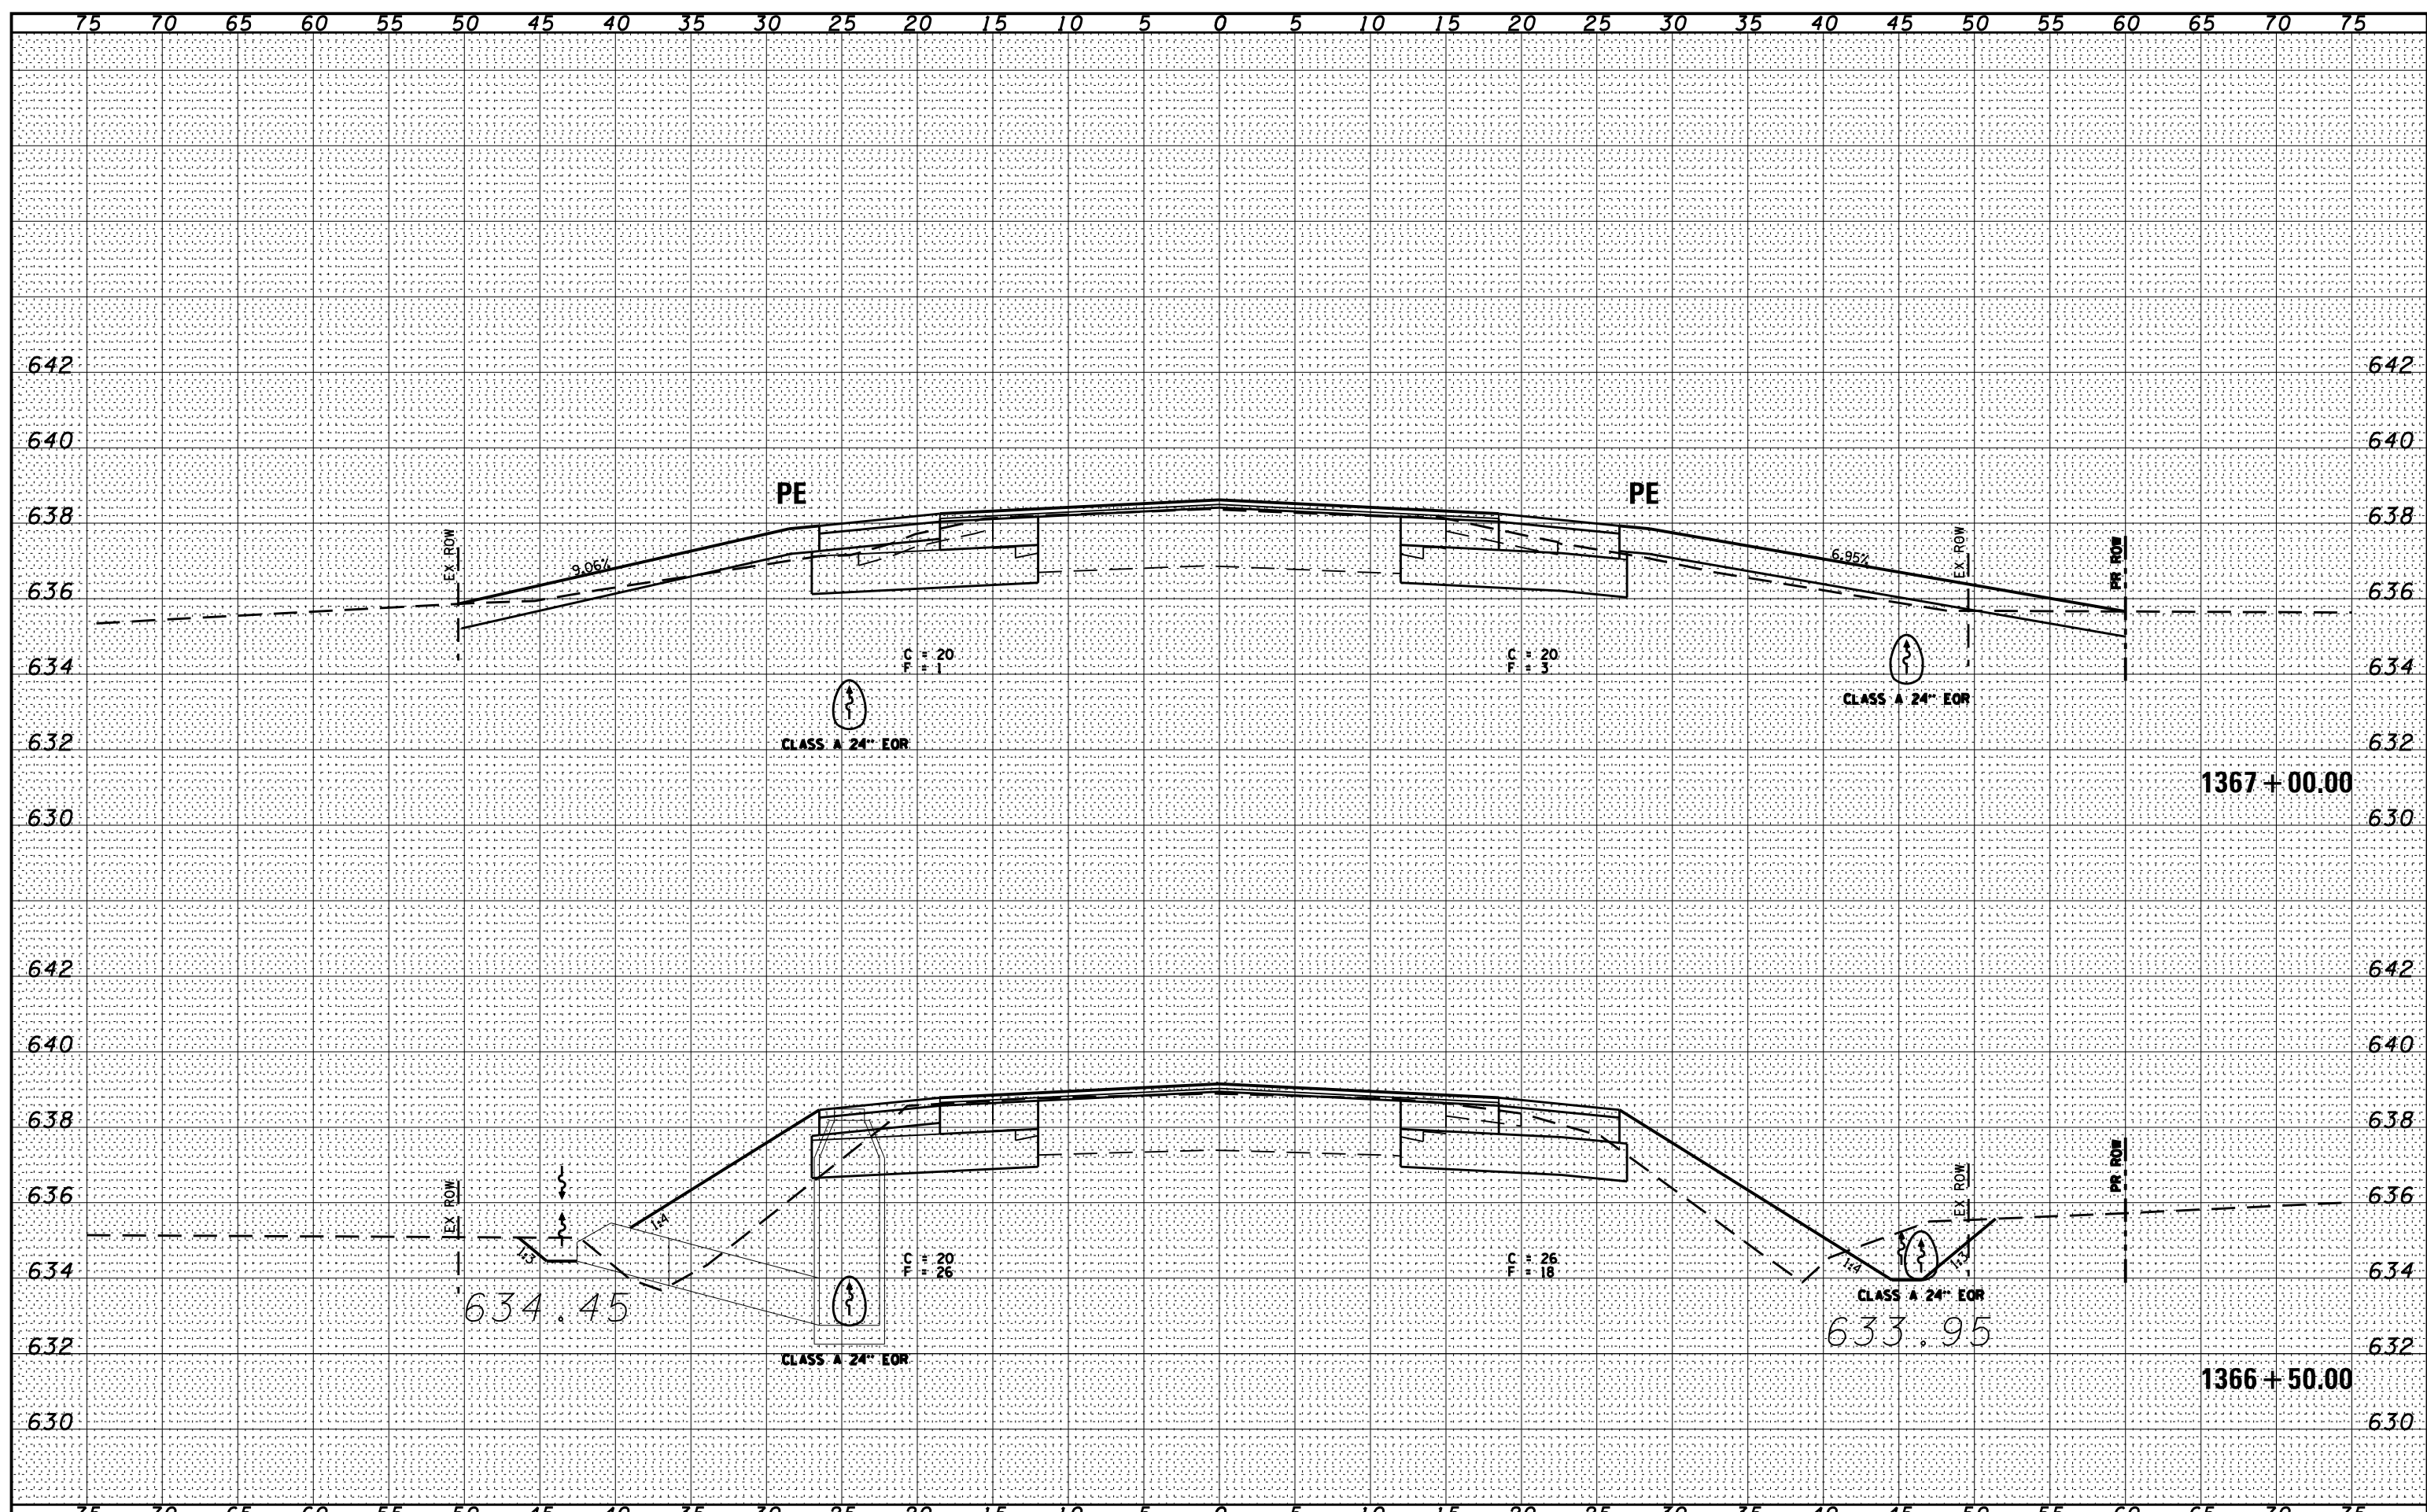 75 70 65 60 55 50 45 40 35 30 25 20 15 10 5 0 5 10 15 20 25 30 35 40 45 50 55 60 65 70 75
642 642
640 640
PE PE
638 638
EX ROW EX ROW PR ROW
9.06% 6.95%
636 636
C = 20 C = 20
F = 1 F = 3
634 634
CLASS A 24" EOR
632 CLASS A 24" EOR 632
1367+00.00
630 630
642 642
640 640
638 638
EX ROW EX ROW PR ROW
636 636
1:4
1:3 1:4 1:3
C = 20 C = 26
F = 26 F = 18
634 634
CLASS A 24" EOR
634.45 633.95
632 632
CLASS A 24" EOR
1366+50.00
630 630
75 70 65 60 55 50 45 40 35 30 25 20 15 10 5 0 5 10 15 20 25 30 35 40 45 50 55 60 65 70 75